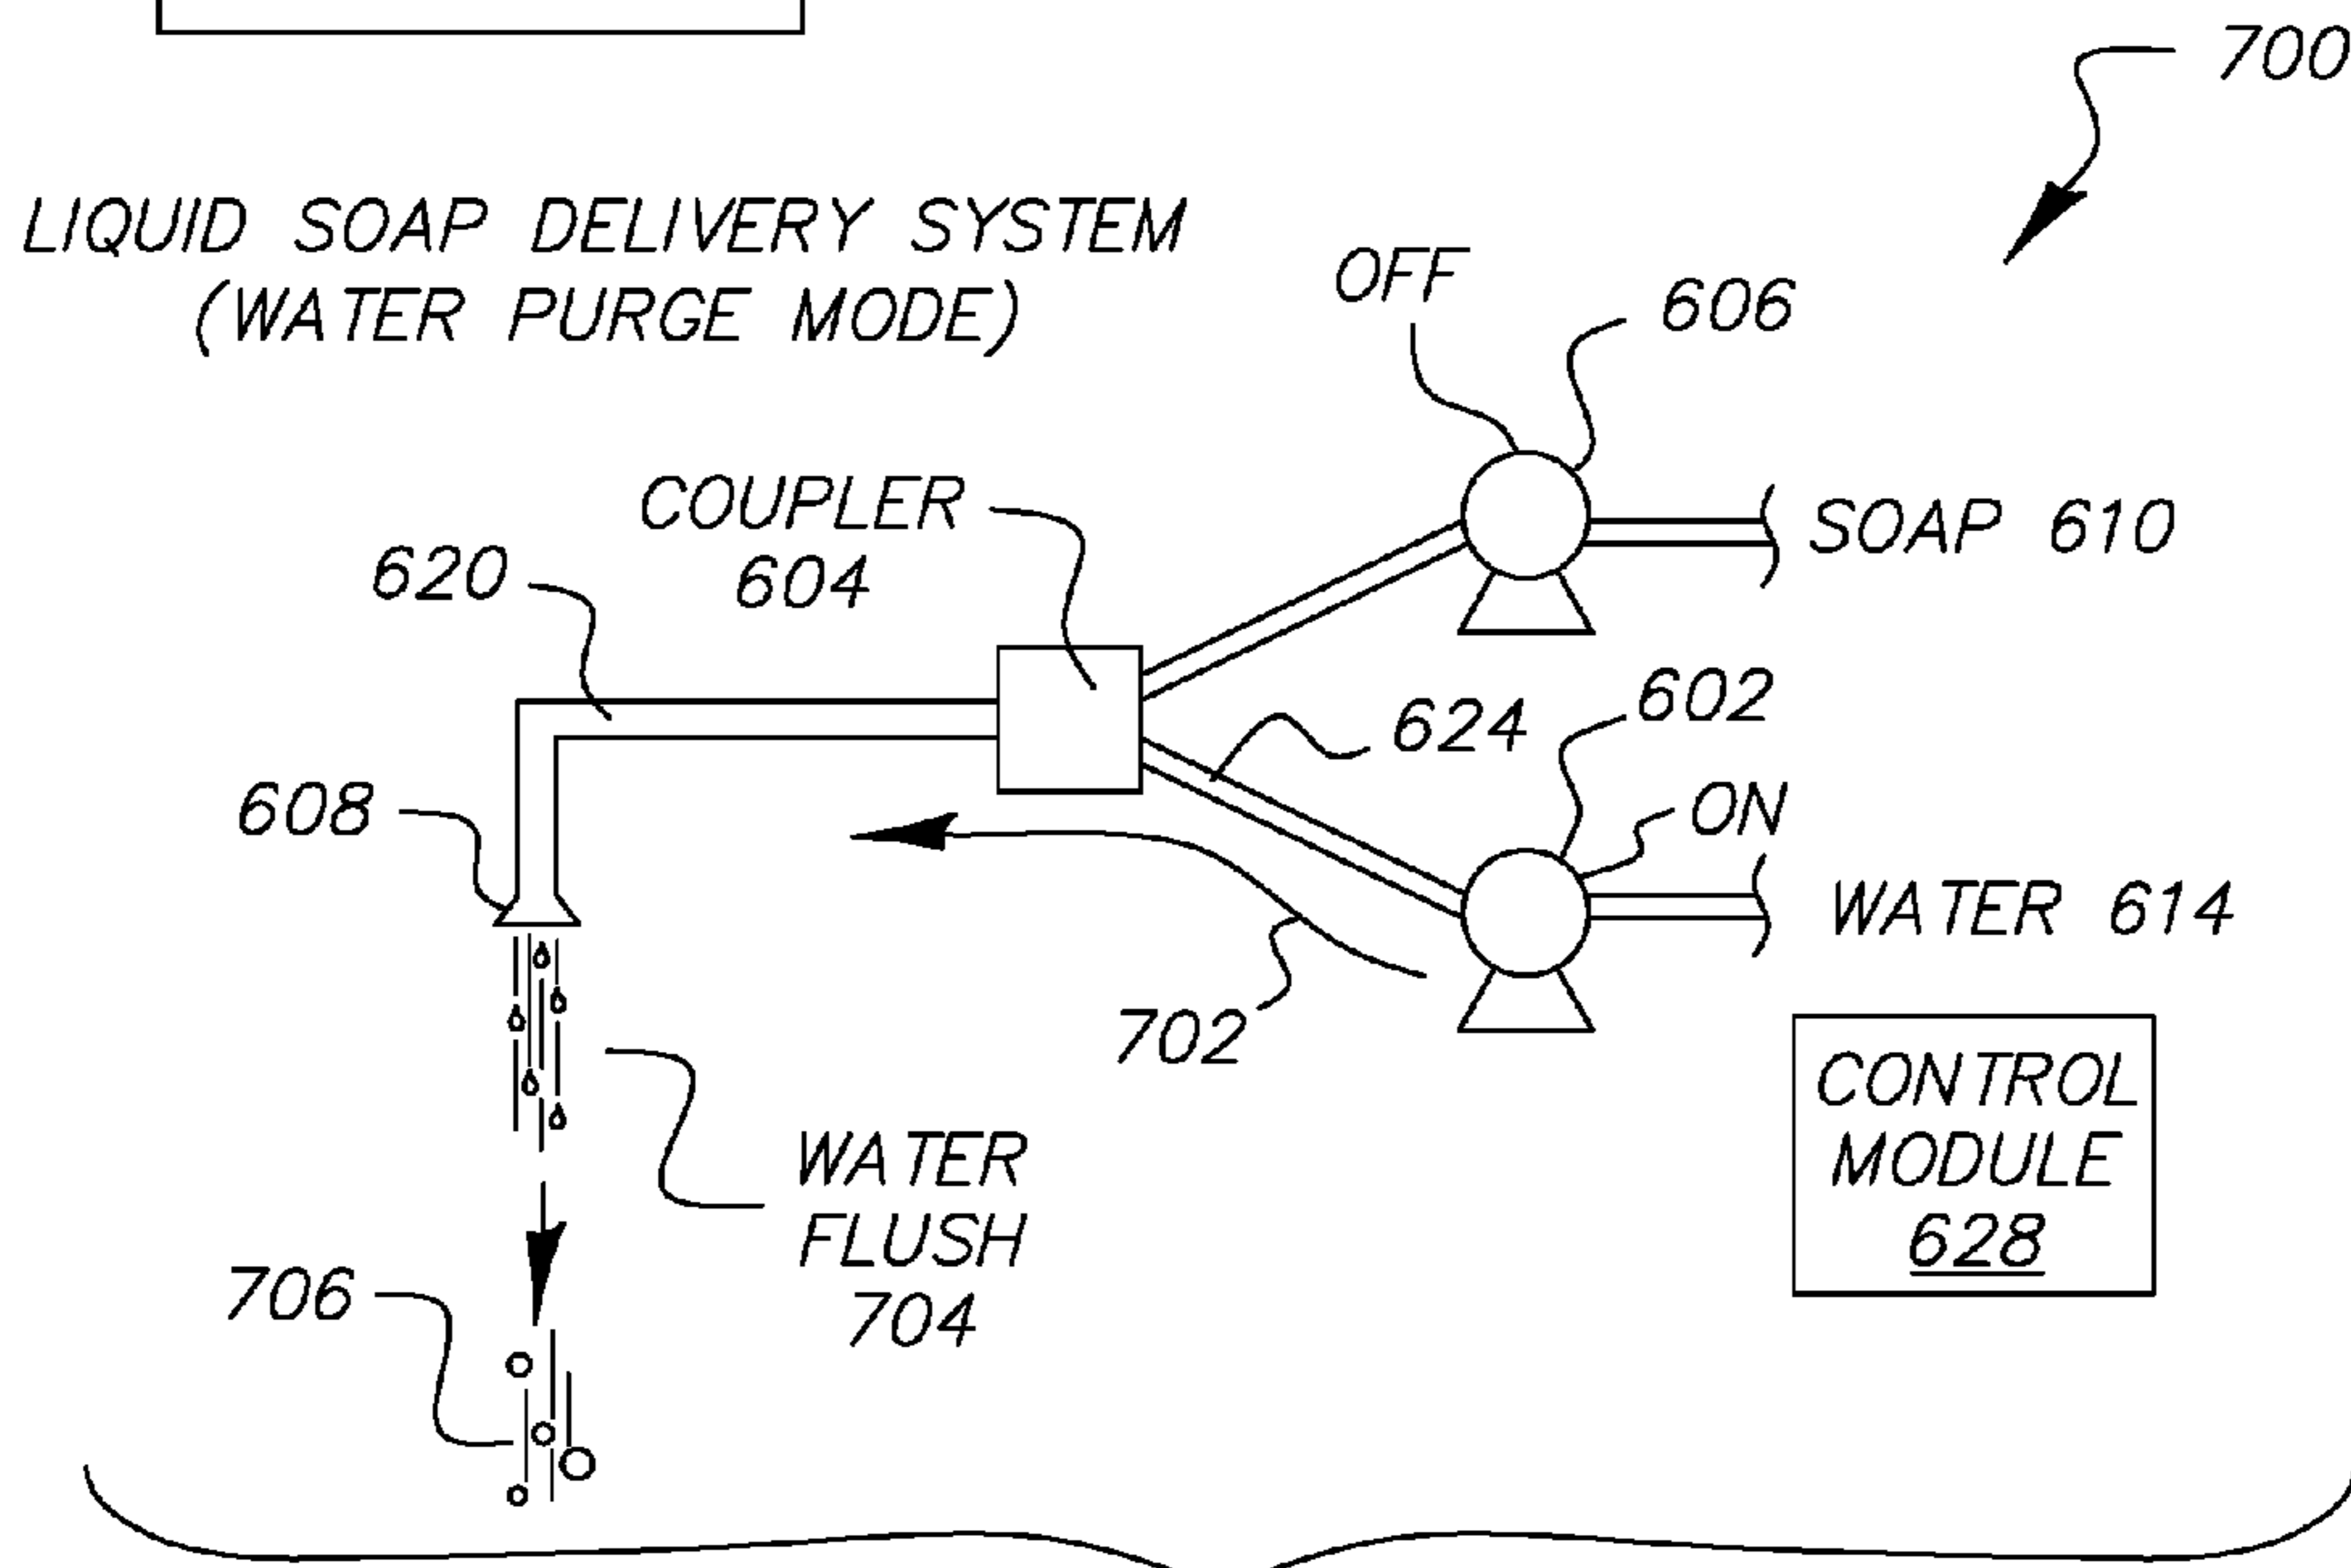 700
LIQUID SOAP DELIVERY SYSTEM
(WATER PURGE MODE)
OFF
606
COUPLER
604
SOAP 610
620
602
624
608
ON
WATER 614
702
CONTROL
MODULE
628
WATER
FLUSH
704
706